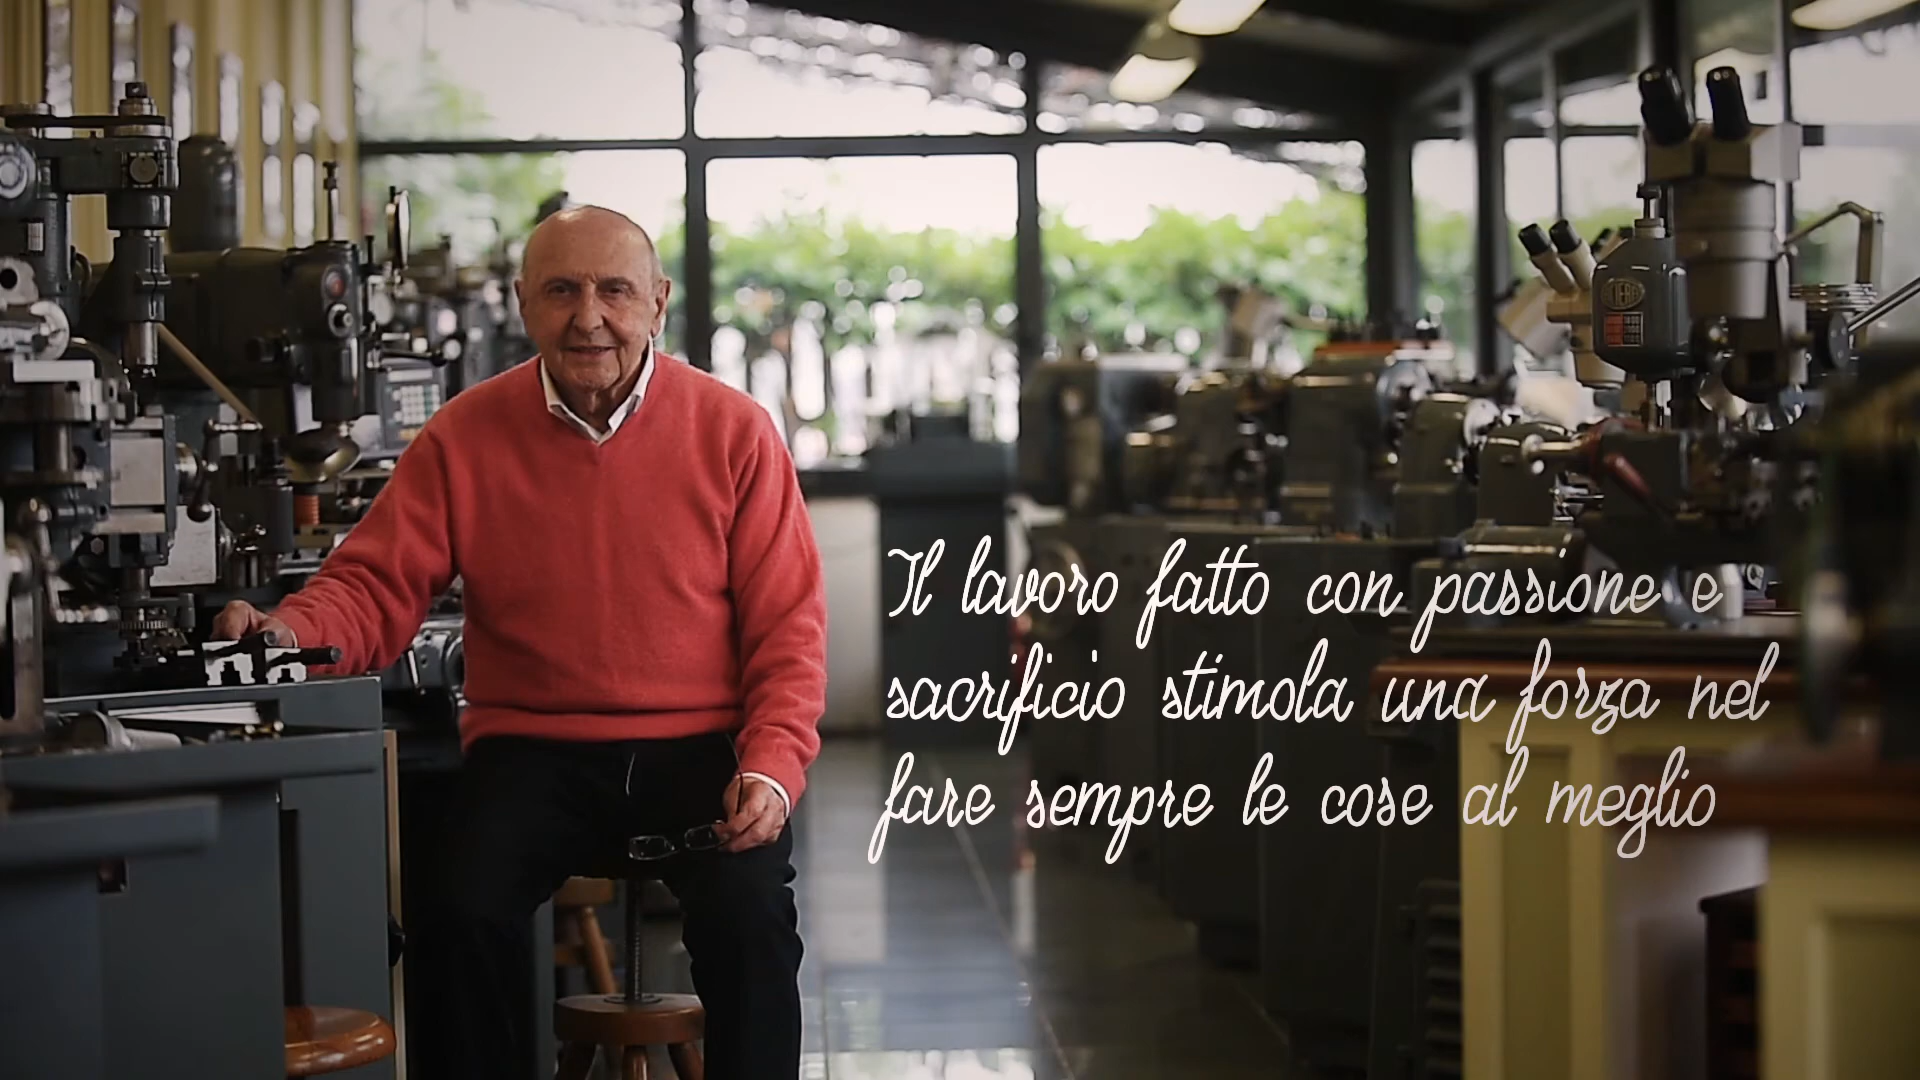 Il lavoro fatto con passione e
sacrificio stimola una forza nel
fare sempre le cose al meglio